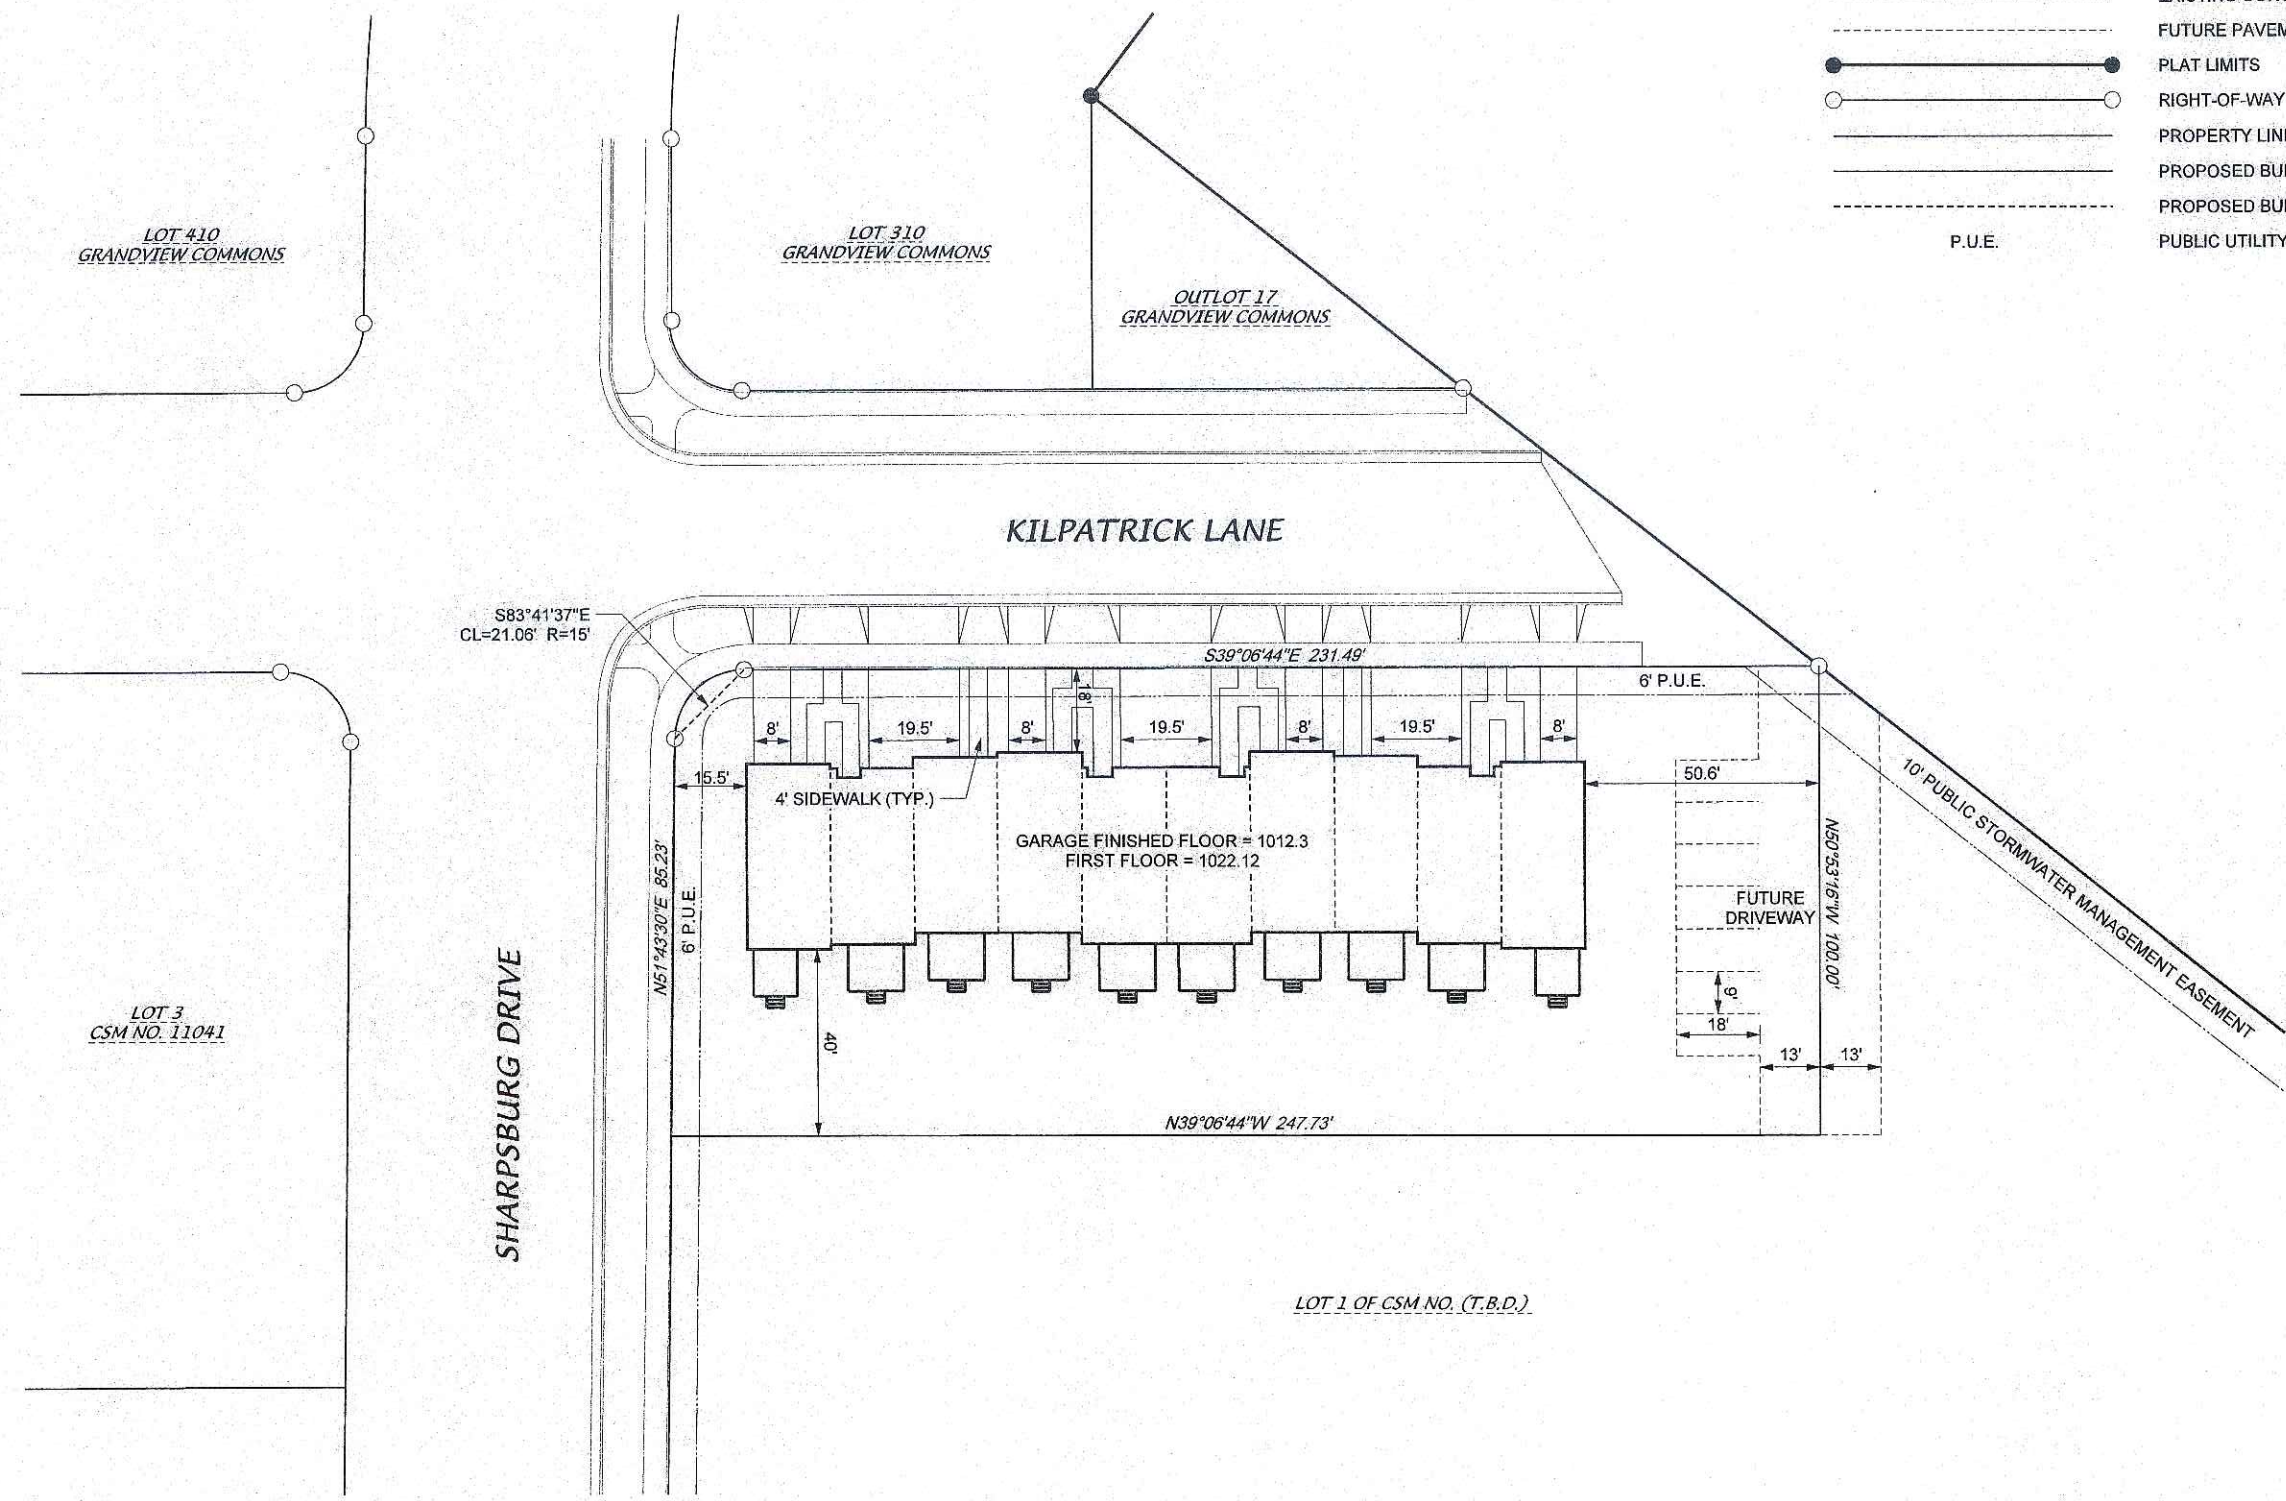 FUTURE PAVEM
PLAT LIMITS
RIGHT-OF-WAY
PROPERTY LIN
PROPOSED BU
PROPOSED BU
P.U.E. PUBLIC UTILITY
LOT 410
GRANDVIEW COMMONS
LOT 310
GRANDVIEW COMMONS
OUTLOT 17
GRANDVIEW COMMONS
KILPATRICK LANE
S83°41'37"E
CL=21.06' R=15'
S39°06'44"E 231.49'
6' P.U.E.
18'
8'
19.5'
8'
19.5'
8'
19.5'
8'
15.5'
4' SIDEWALK (TYP.)
50.6'
10' PUBLIC STORMWATER MANAGEMENT EASEMENT
GARAGE FINISHED FLOOR = 1012.3
FIRST FLOOR = 1022.12
N51°43'30"E 85.23'
6' P.U.E.
FUTURE
DRIVEWAY
N50°53'16"W 100.00'
9'
18'
13'
13'
40'
SHARPSBURG DRIVE
LOT 3
CSM NO. 11041
N39°06'44"W 247.73'
LOT 1 OF CSM NO. (T.B.D.)